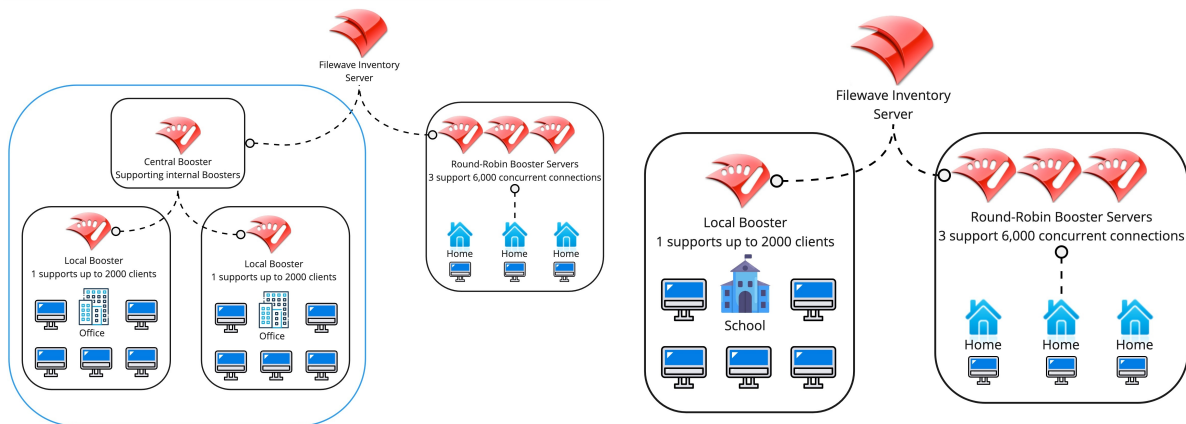 Filewave Inventory
Server
Central Booster
Supporting internal Boosters
Round-Robin Booster Servers
3 support 6,000 concurrent connections
Home
Home
Home
Local Booster
1 supports up to 2000 clients
Office
Local Booster
1 supports up to 2000 clients
Office
Filewave Inventory
Server
Local Booster
1 supports up to 2000 clients
School
Round-Robin Booster Servers
3 support 6,000 concurrent connections
Home
Home
Home